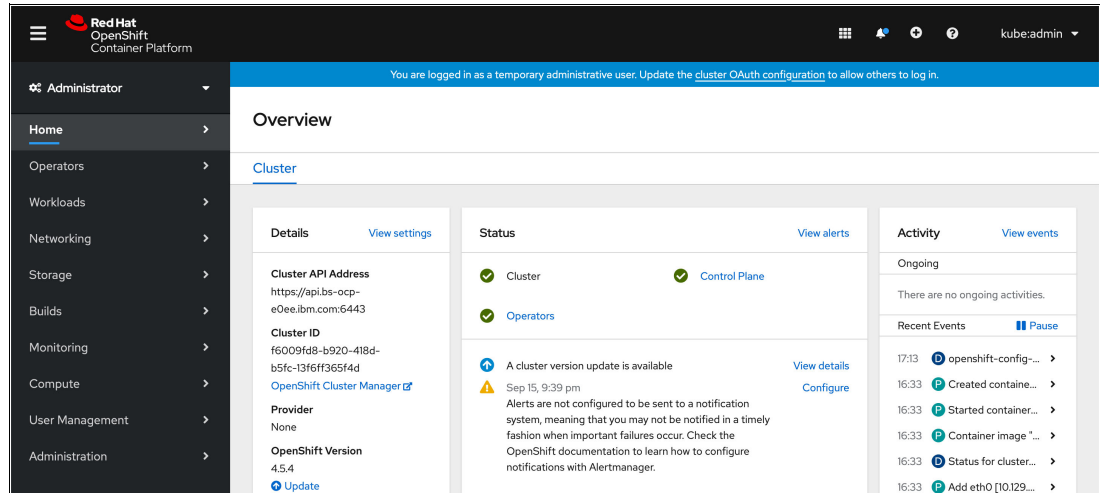 Red Hat
OpenShift
Container Platform
kube:admin
Administrator
You are logged in as a temporary administrative user. Update the cluster OAuth configuration to allow others to log in.
Home
Operators
Workloads
Networking
Storage
Builds
Monitoring
Compute
User Management
Administration
Overview
Cluster
Details View settings
Cluster API Address
https://api.bs-ocp-
e0ee.ibm.com:6443
Cluster ID
f6009fd8-b920-418d-
b5fc-13f6ff365f4d
OpenShift Cluster Manager
Provider
None
OpenShift Version
4.5.4
Update
Status View alerts
Cluster Control Plane
Operators
A cluster version update is available View details
Sep 15, 9:39 pm Configure
Alerts are not configured to be sent to a notification
system, meaning that you may not be notified in a timely
fashion when important failures occur. Check the
OpenShift documentation to learn how to configure
notifications with Alertmanager.
Activity View events
Ongoing
There are no ongoing activities.
Recent Events Pause
17:13 D openshift-config-...
16:33 P Created containe...
16:33 P Started container...
16:33 P Container image "...
16:33 D Status for cluster...
16:33 P Add eth0 [10.129....